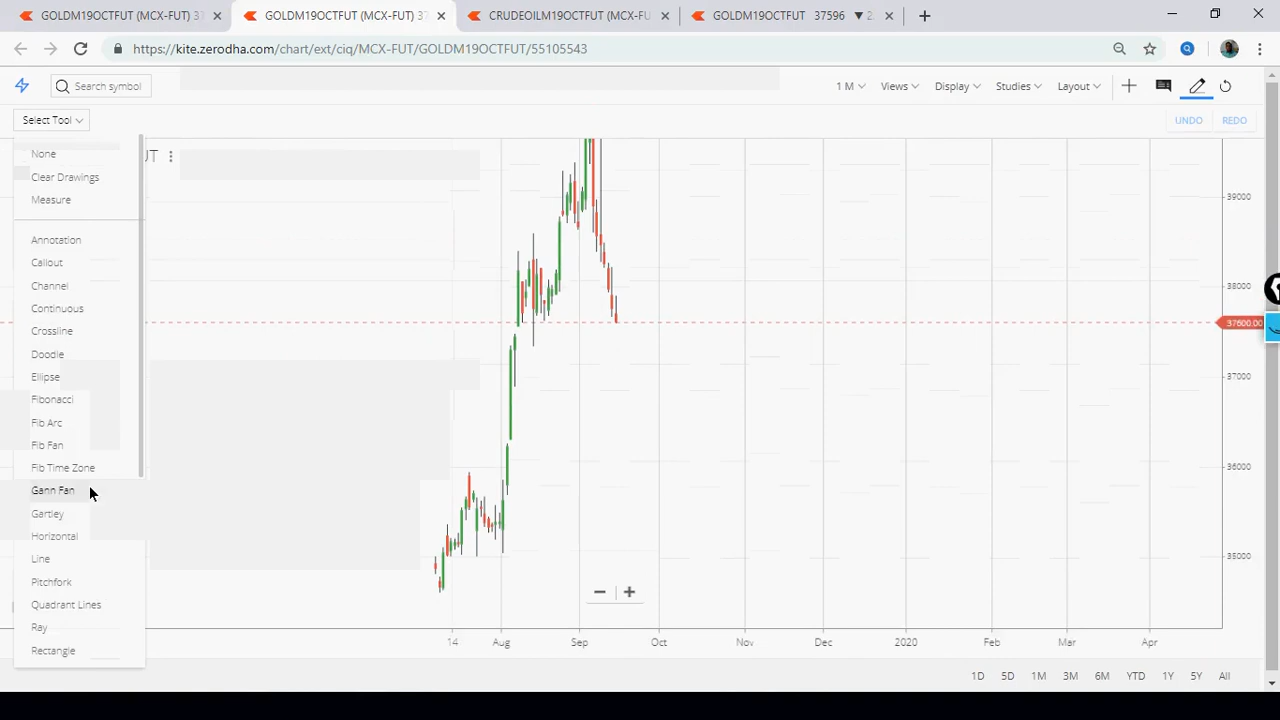 GOLDM19OCTFUT (MCX-FUT) 37
GOLDM19OCTFUT (MCX-FUT) 37
CRUDEOILM19OCTFUT (MCX-FU
GOLDM19OCTFUT 37596 ▼ 2
https://kite.zerodha.com/chart/ext/ciq/MCX-FUT/GOLDM19OCTFUT/55105543
Search symbol
1 M Views Display Studies Layout
Select Tool
UNDO REDO
UT
None
Clear Drawings
Measure
Annotation
Callout
Channel
Continuous
Crossline
Doodle
Ellipse
Fibonacci
Fib Arc
Fib Fan
Fib Time Zone
Gann Fan
Gartley
Horizontal
Line
Pitchfork
Quadrant Lines
Ray
Rectangle
39000
38000
37600.00
37000
36000
35000
14 Aug Sep Oct Nov Dec 2020 Feb Mar Apr
1D 5D 1M 3M 6M YTD 1Y 5Y All